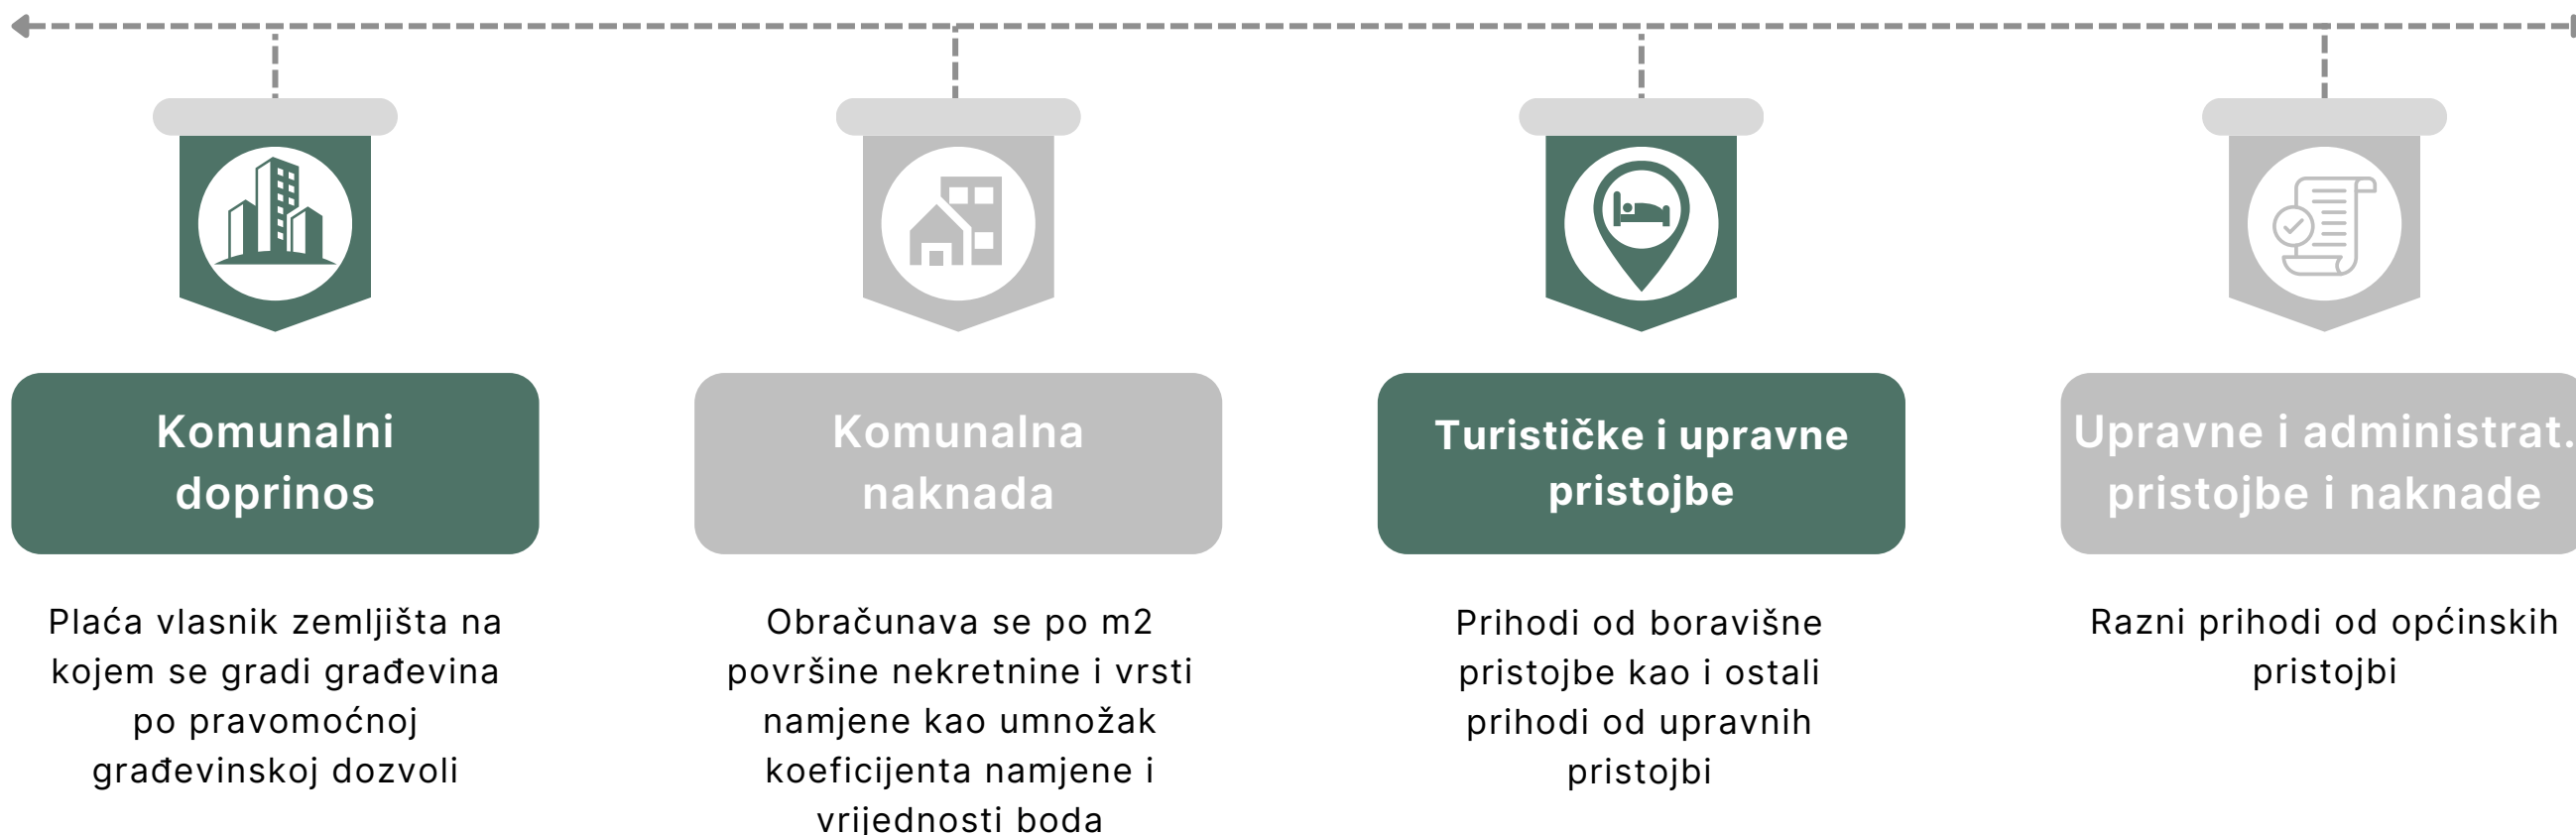 Komunalni
doprinos
Komunalna
naknada
Turističke i upravne
pristojbe
Upravne i administrat.
pristojbe i naknade
Plaća vlasnik zemljišta na
kojem se gradi građevina
po pravomoćnoj
građevinskoj dozvoli
Obračunava se po m2
površine nekretnine i vrsti
namjene kao umnožak
koeficijenta namjene i
vrijednosti boda
Prihodi od boravišne
pristojbe kao i ostali
prihodi od upravnih
pristojbi
Razni prihodi od općinskih
pristojbi